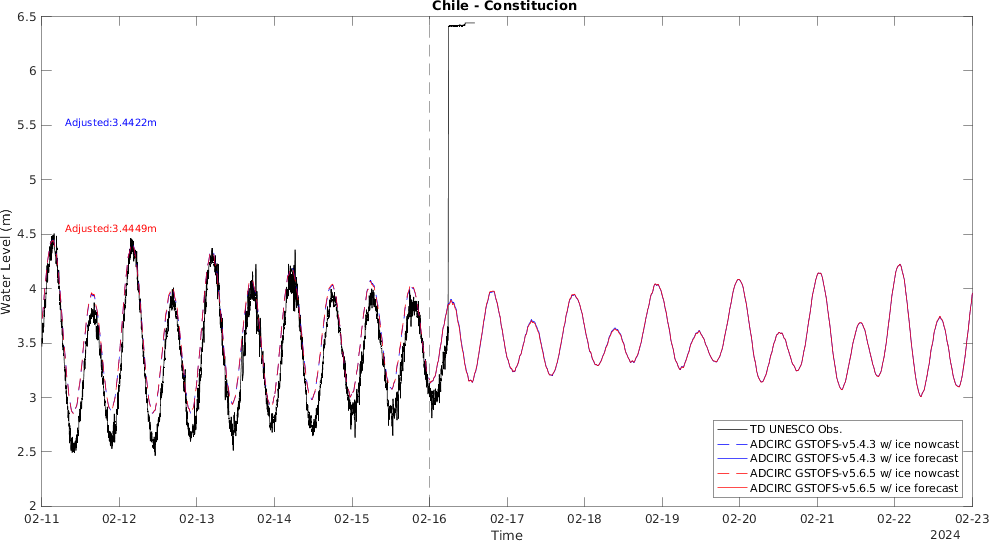 Chile - Constitucion
Water Level (m)
6.5
6
5.5
5
4.5
4
3.5
3
2.5
2
Adjusted:3.4422m
Adjusted:3.4449m
TD UNESCO Obs.
ADCIRC GSTOFS-v5.4.3 w/ ice nowcast
ADCIRC GSTOFS-v5.4.3 w/ ice forecast
ADCIRC GSTOFS-v5.6.5 w/ ice nowcast
ADCIRC GSTOFS-v5.6.5 w/ ice forecast
02-11 02-12 02-13 02-14 02-15 02-16 02-17 02-18 02-19 02-20 02-21 02-22 02-23
Time
2024